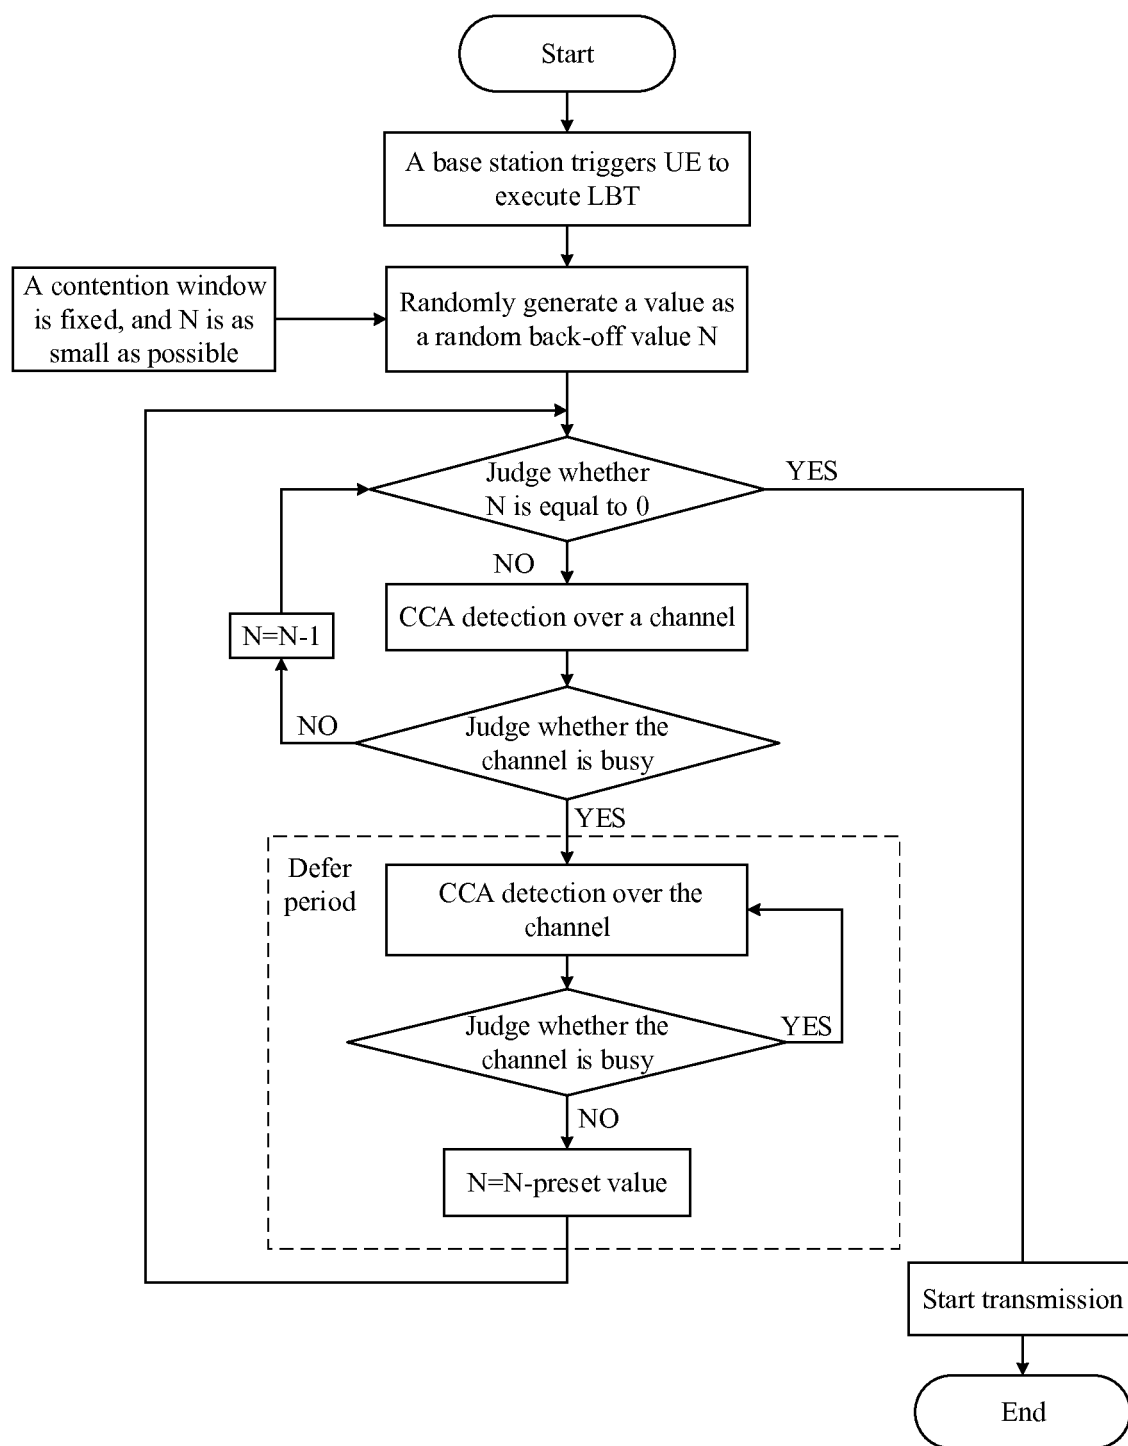 Start
A base station triggers UE to
execute LBT
A contention window
is fixed, and N is as
small as possible
Randomly generate a value as
a random back-off value N
Judge whether
N is equal to 0
YES
NO
CCA detection over a channel
N=N-1
Judge whether the
channel is busy
NO
YES
Defer
period
CCA detection over the
channel
Judge whether the
channel is busy
YES
NO
N=N-preset value
Start transmission
End